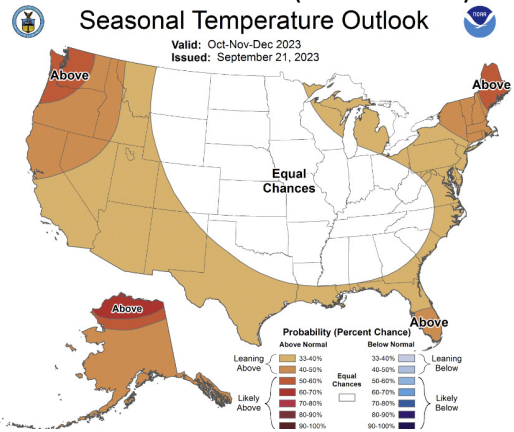 Seasonal Temperature Outlook
NOAA
Valid: Oct-Nov-Dec 2023
Issued: September 21, 2023
Above
Above
Equal
Chances
Above
Above
Probability (Percent Chance)
Above Normal
Below Normal
Leaning
Above
33-40%
40-50%
Likely
Above
50-60%
60-70%
70-80%
80-90%
90-100%
Equal
Chances
33-40%
40-50%
Leaning
Below
50-60%
60-70%
70-80%
80-90%
90-100%
Likely
Below